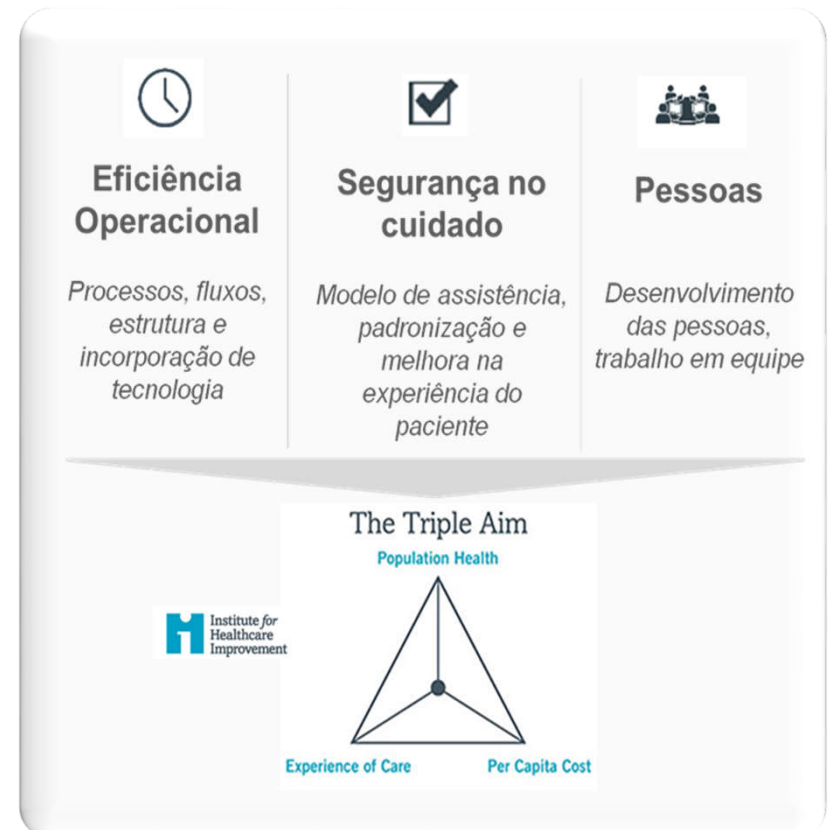 Eficiência
Operacional
Processos, fluxos,
estrutura e
incorporação de
tecnologia
Segurança no
cuidado
Modelo de assistência,
padronização e
melhora na
experiência do
paciente
Pessoas
Desenvolvimento
das pessoas,
trabalho em equipe
The Triple Aim
Population Health
Institute for
Healthcare
Improvement
Experience of Care
Per Capita Cost